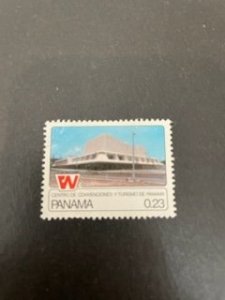 CENTRO DE CONVENCIONES Y TURISMO DE PANAMA
PANAMA 0.23